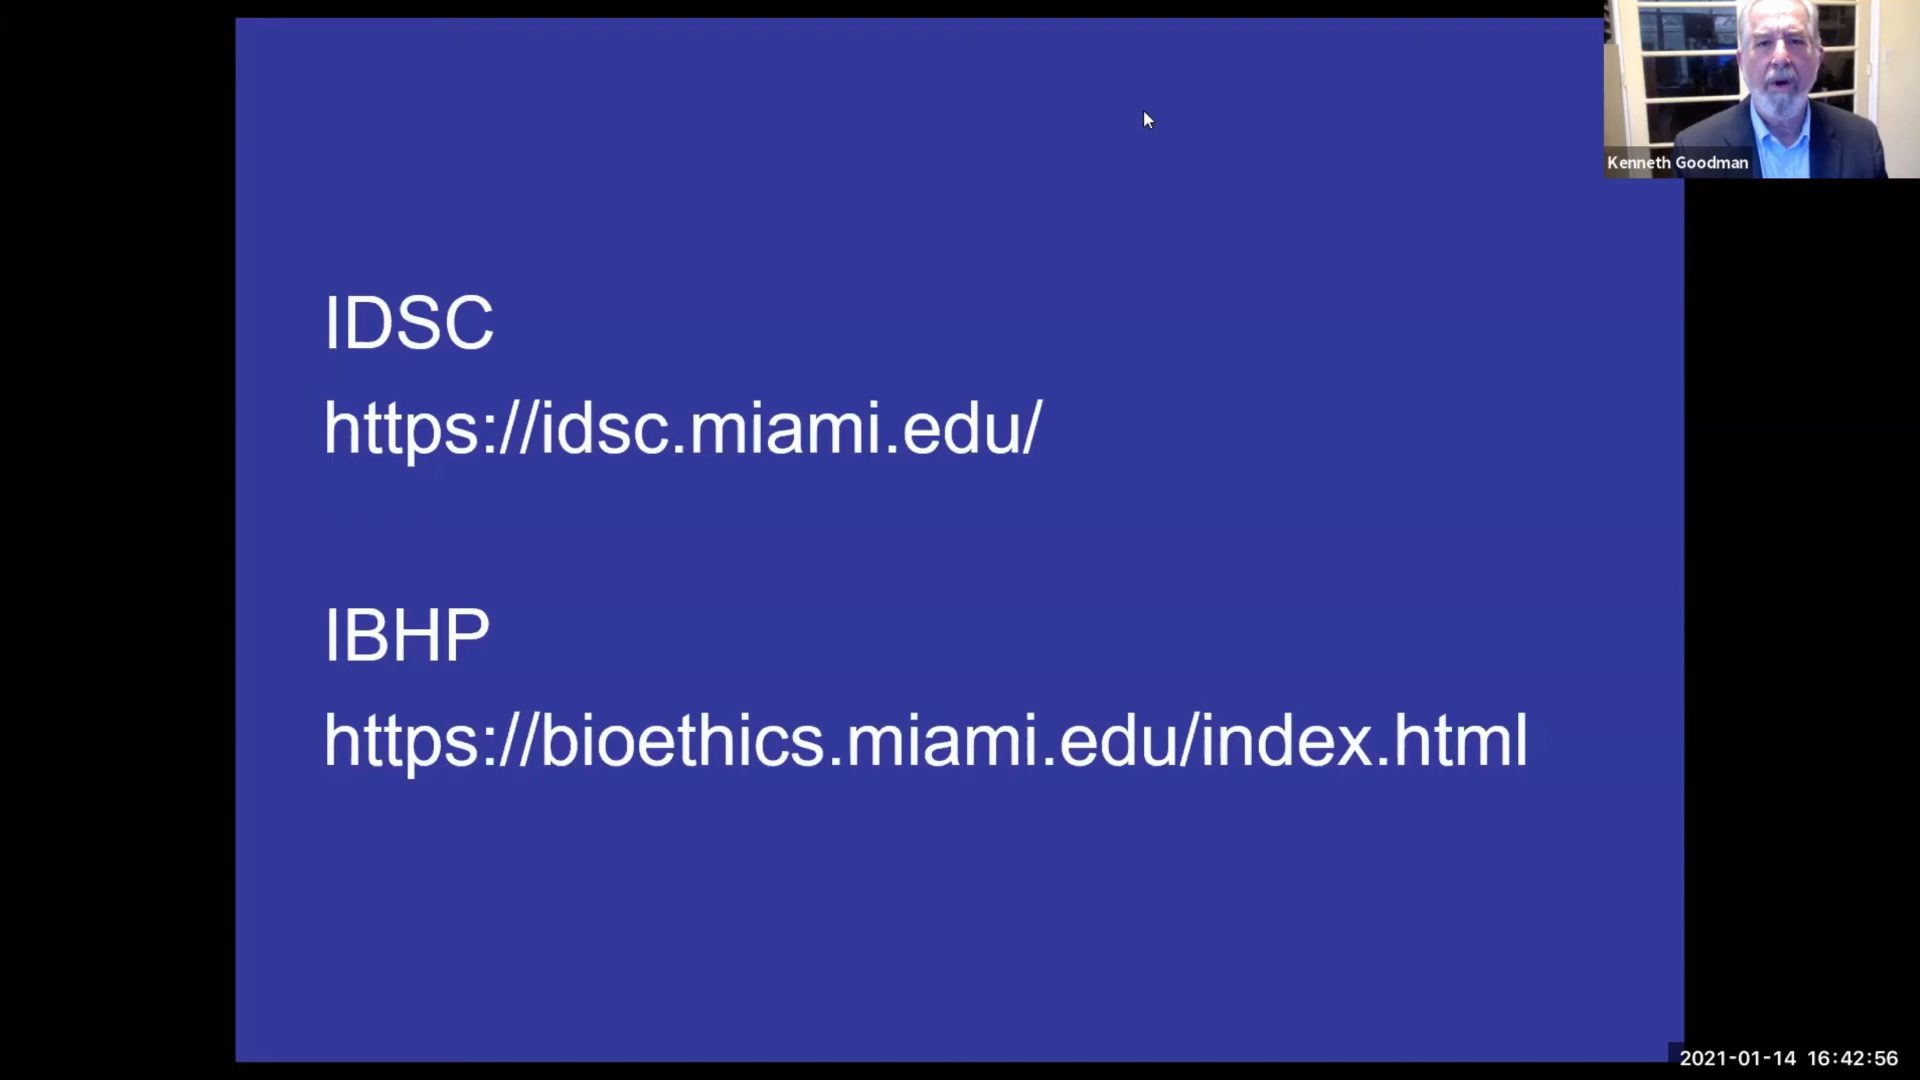 Kenneth Goodman
IDSC
https://idsc.miami.edu/
IBHP
https://bioethics.miami.edu/index.html
2021-01-14 16:42:56